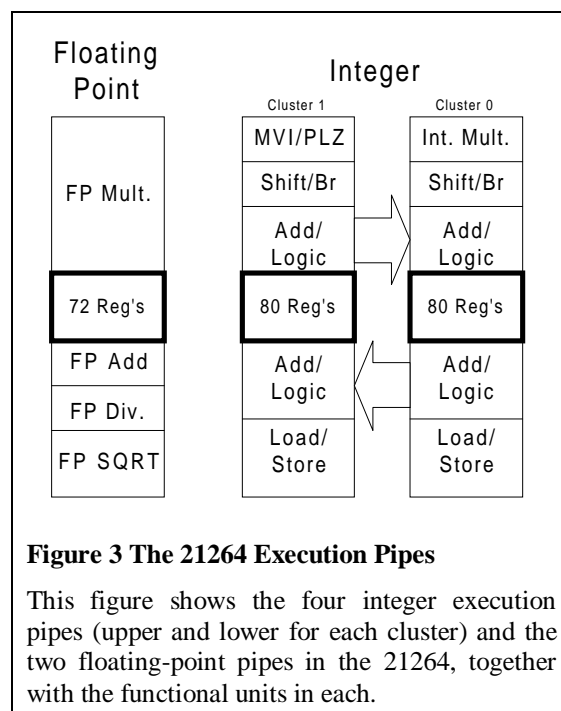 Floating
Point
Integer
Cluster 1
Cluster 0
FP Mult.
72 Reg's
FP Add
FP Div.
FP SQRT
MVI/PLZ
Shift/Br
Add/
Logic
80 Reg's
Add/
Logic
Load/
Store
Int. Mult.
Shift/Br
Add/
Logic
80 Reg's
Add/
Logic
Load/
Store
Figure 3 The 21264 Execution Pipes
This figure shows the four integer execution
pipes (upper and lower for each cluster) and the
two floating-point pipes in the 21264, together
with the functional units in each.